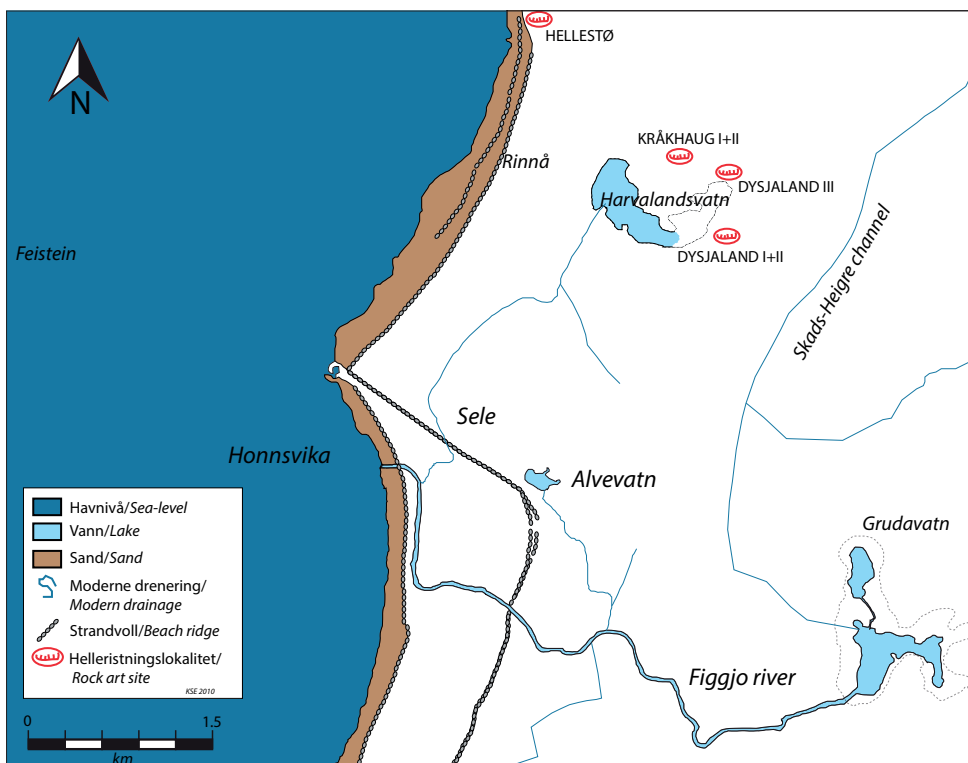 HELLESTØ
N
KRÅKHAUG I+II
Rinnå
DYSJALAND III
Harvalandsvatn
Feistein
DYSJALAND I+II
Skads-Heigre channel
Sele
Honnsvika
Alvevatn
Grudavatn
Figgjo river
Havnivå/Sea-level
Vann/Lake
Sand/Sand
Moderne drenering/
Modern drainage
Strandvoll/Beach ridge
Helleristningslokalitet/
Rock art site
KSE 2010
0 1.5
km